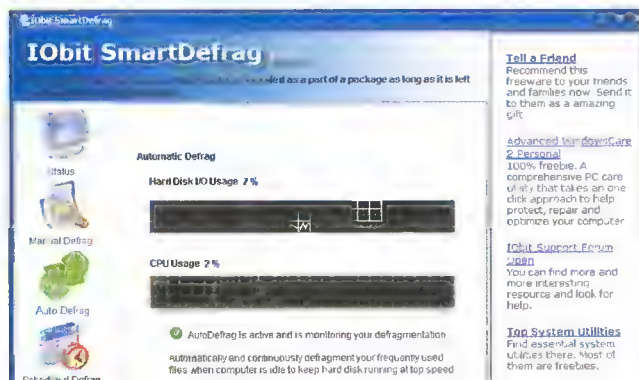 IObit SmartDefrag
IObit SmartDefrag
as a part of a package as long as it is left
Status
Manual Defrag
Auto Defrag
Defrag
Automatic Defrag
Hard Disk I/O Usage 7 %
CPU Usage 2 %
AutoDefrag is active and is monitoring your defragmentation
Automatically and continuously defragment your frequently used
files when computer is idle to keep hard disk running at top speed
Tell a Friend
Recommend this
freeware to your friends
and families now. Send it
to them as a amazing
gift
Advanced WindowsCare
2 Personal
100% freebie. A
comprehensive PC care
utility that takes an one
click approach to help
protect, repair and
optimize your computer
IObit Support Forum
Open
You can find more and
more interesting
resource and look for
help.
Top System Utilities
Find essential system
utilities there. Most of
them are freebies.